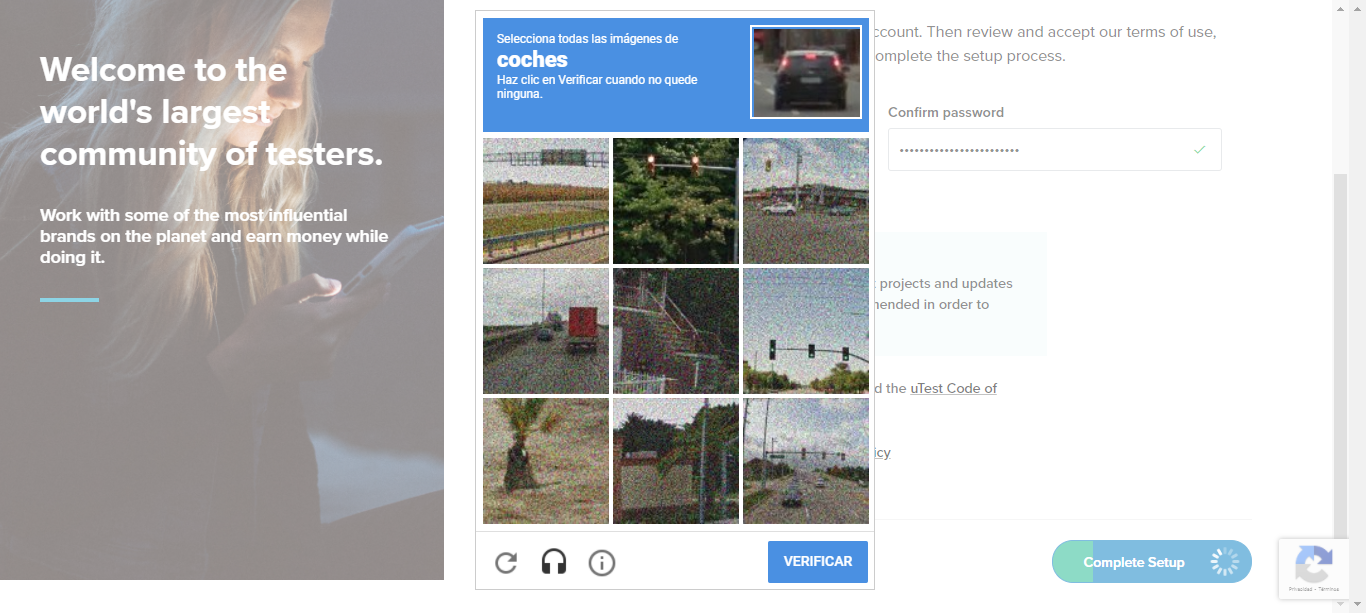 Welcome to the
world's largest
community of testers.
Work with some of the most influential
brands on the planet and earn money while
doing it.
Selecciona todas las imágenes de
coches
Haz clic en Verificar cuando no quede
ninguna.
VERIFICAR
ccount. Then review and accept our terms of use,
omplete the setup process.
Confirm password
projects and updates
nended in order to
d the uTest Code of
icy
Complete Setup
Privacidad - Términos